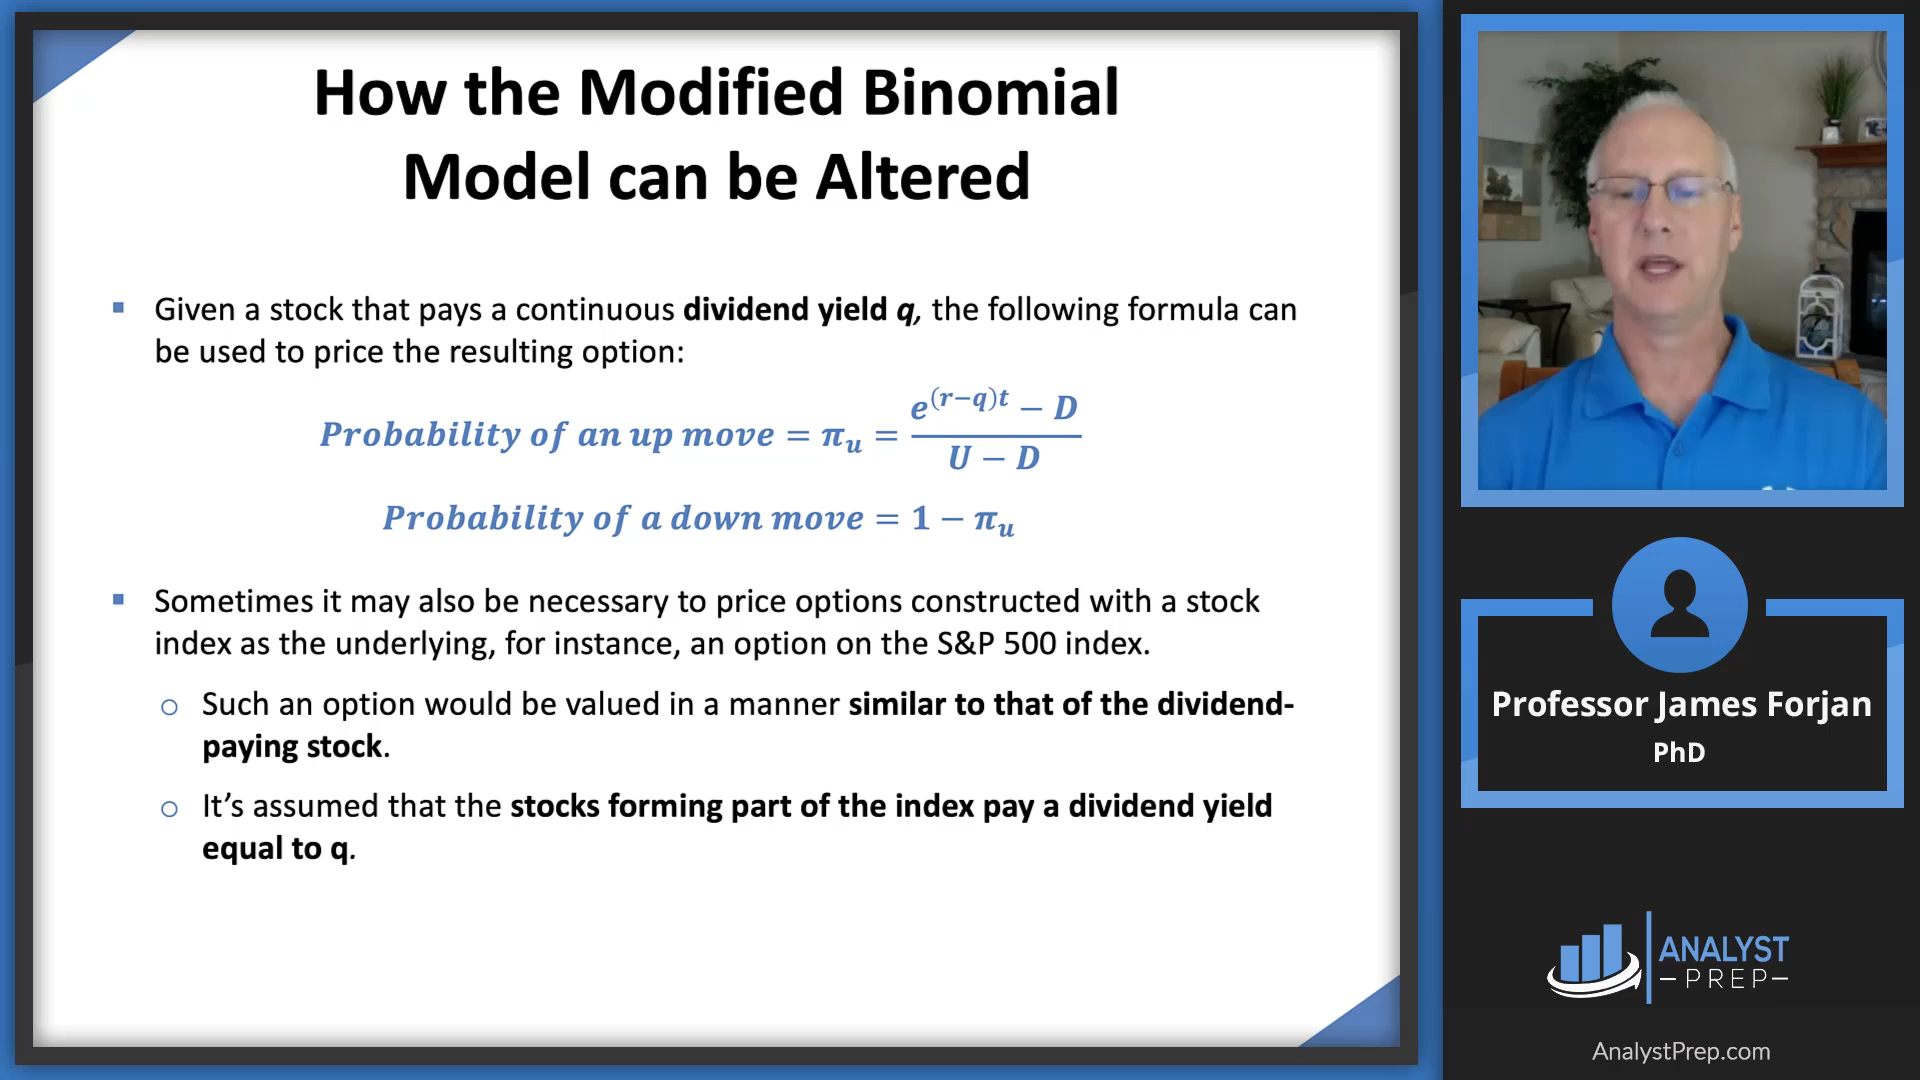 How the Modified Binomial
Model can be Altered
▪ Given a stock that pays a continuous dividend yield q, the following formula can
be used to price the resulting option:
Probability of an up move = π_u = (e^{(r−q)t} − D) / (U − D)
Probability of a down move = 1 − π_u
▪ Sometimes it may also be necessary to price options constructed with a stock
index as the underlying, for instance, an option on the S&P 500 index.
o Such an option would be valued in a manner similar to that of the dividend-
paying stock.
o It’s assumed that the stocks forming part of the index pay a dividend yield
equal to q.
Professor James Forjan
PhD
ANALYST
PREP
AnalystPrep.com